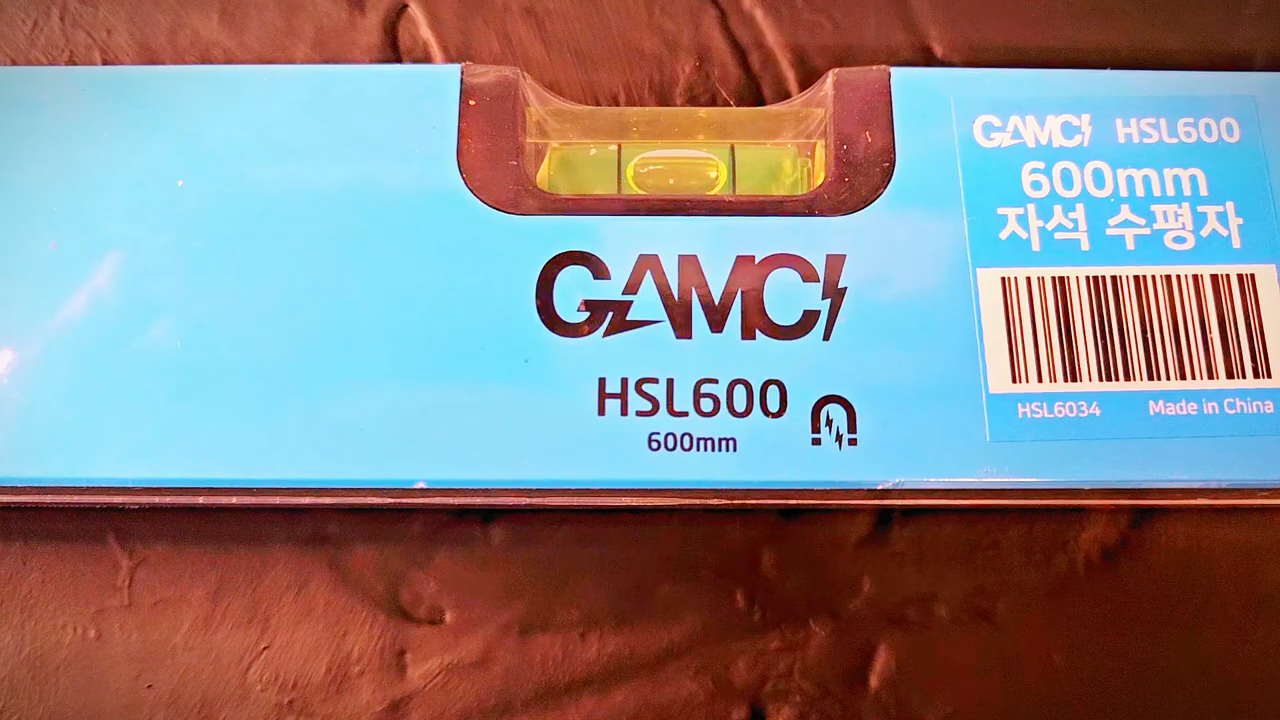 GAMCI
HSL600
600mm
GAMCI HSL600
600mm
자석 수평자
HSL6034 Made in China